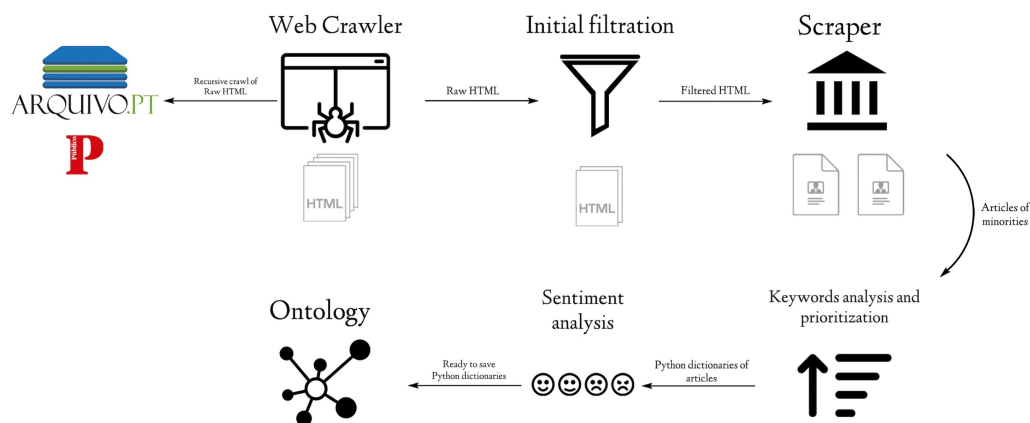 Web Crawler
Initial filtration
Scraper
ARQUIVO.PT
Recursive crawl of
Raw HTML
Raw HTML
Filtered HTML
Público
P
HTML
HTML
Articles of
minorities
Ontology
Sentiment
analysis
Keywords analysis and
prioritization
Ready to save
Python dictionaries
Python dictionaries of
articles